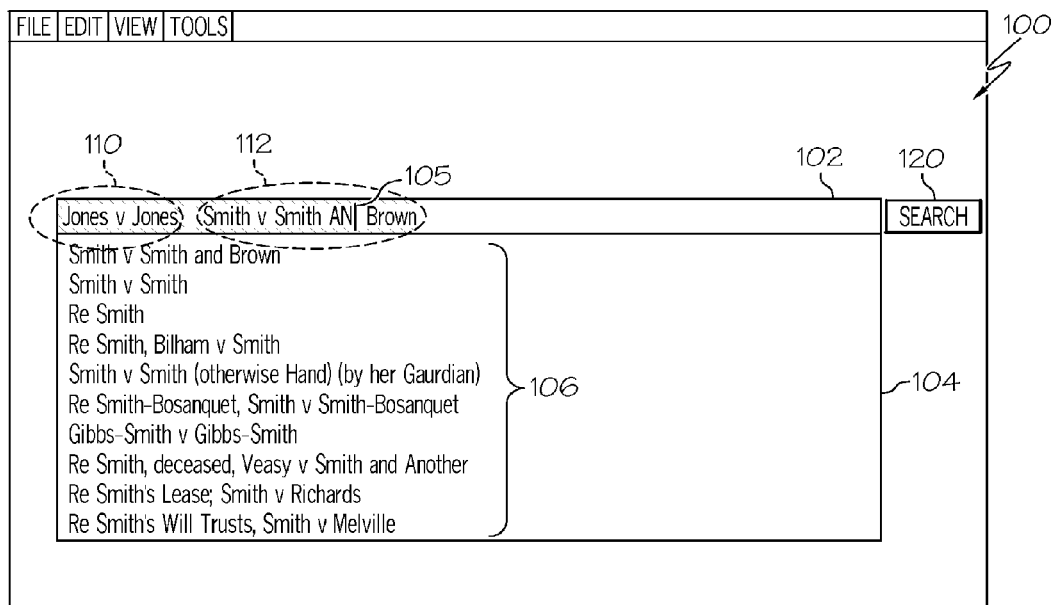 FILE EDIT VIEW TOOLS
100
110 112 105 102 120
Jones v Jones Smith v Smith AN Brown SEARCH
Smith v Smith and Brown
Smith v Smith
Re Smith
Re Smith, Bilham v Smith
Smith v Smith (otherwise Hand) (by her Gaurdian)
Re Smith-Bosanquet, Smith v Smith-Bosanquet
Gibbs-Smith v Gibbs-Smith
Re Smith, deceased, Veasy v Smith and Another
Re Smith's Lease; Smith v Richards
Re Smith's Will Trusts, Smith v Melville
106
104